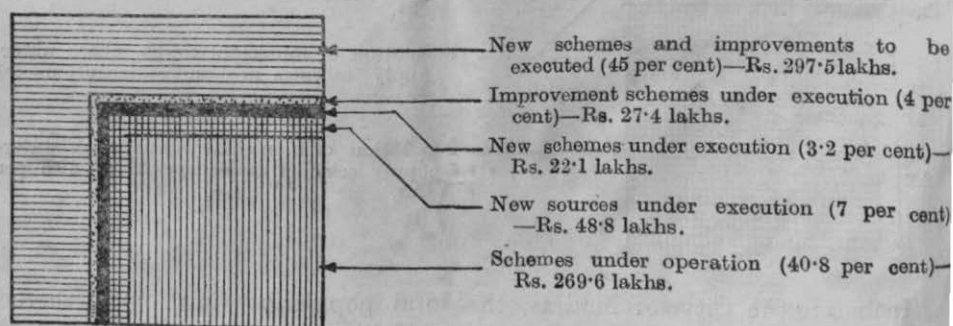 New schemes and improvements to be
executed (45 per cent)—Rs. 297·5 lakhs.
Improvement schemes under execution (4 per
cent)—Rs. 27·4 lakhs.
New schemes under execution (3·2 per cent)—
Rs. 22·1 lakhs.
New sources under execution (7 per cent)
—Rs. 48·8 lakhs.
Schemes under operation (40·8 per cent)—
Rs. 269·6 lakhs.